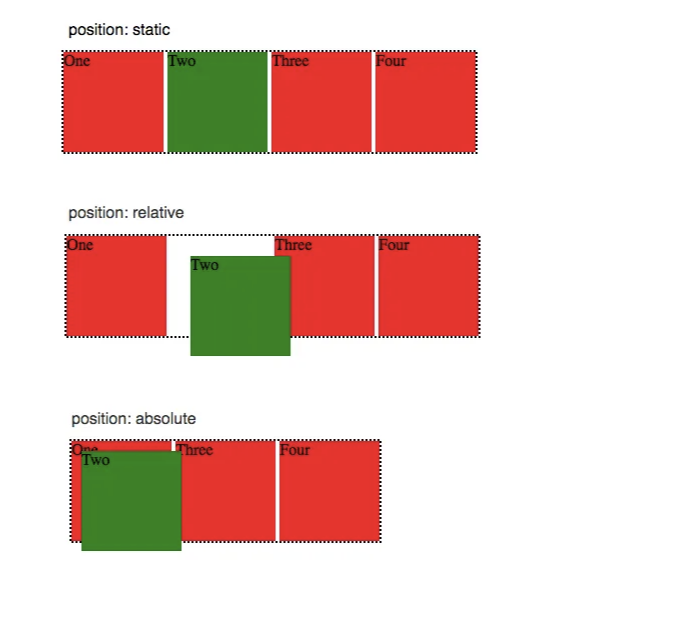 position: static
One Two Three Four
position: relative
One Three Four
Two
position: absolute
One Three Four
Two